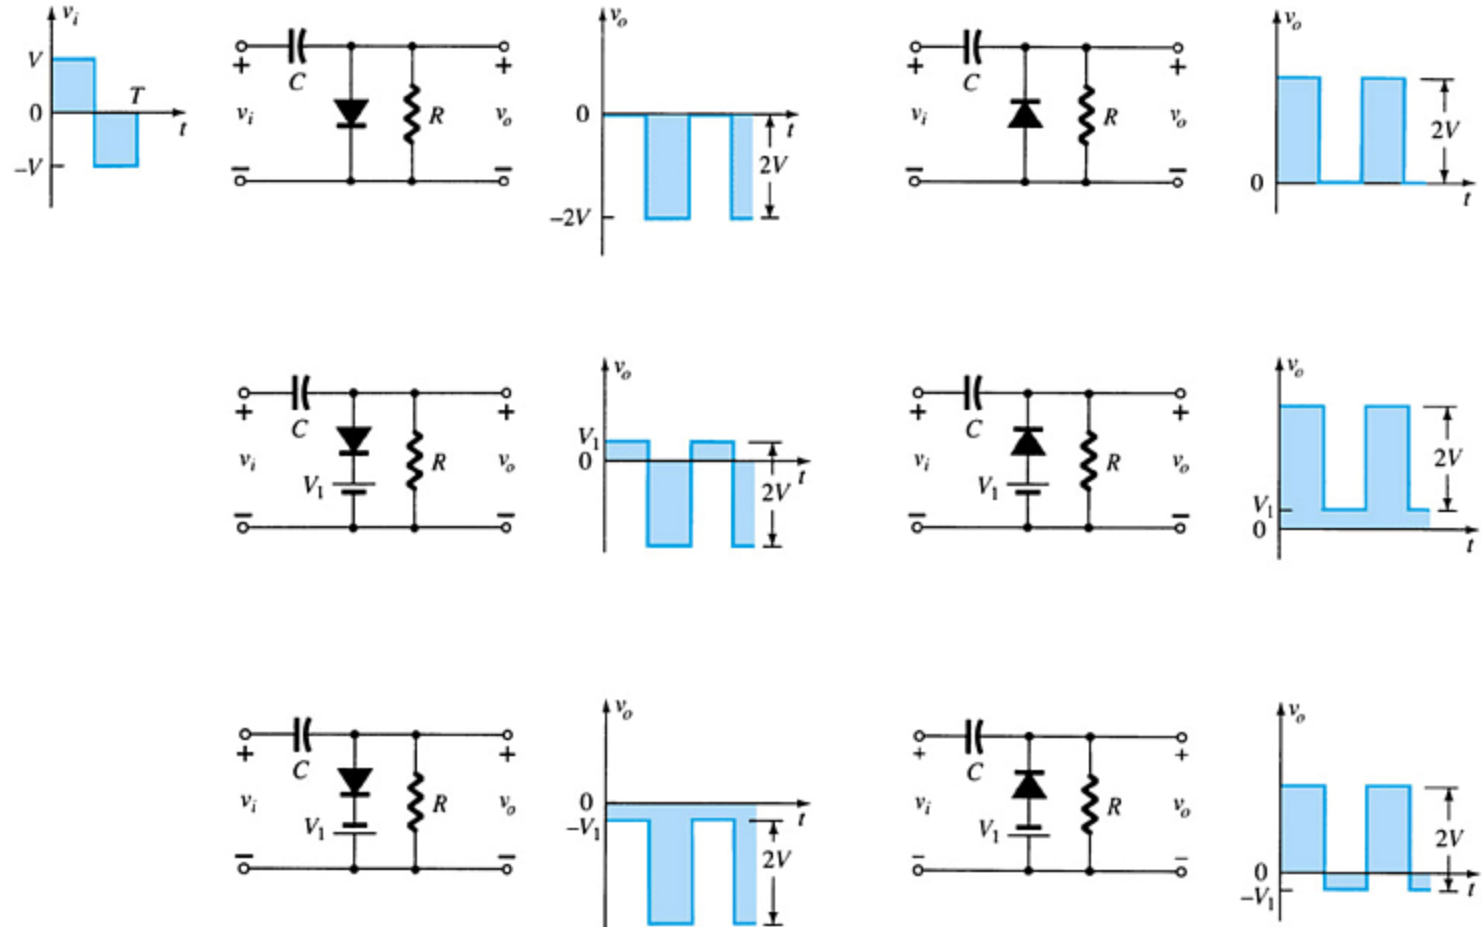 v_i
V
0
−V
T
t
+
v_i
−
C
R
+
v_o
−
v_o
0
−2V
t
2V
+
v_i
−
C
R
+
v_o
−
v_o
0
t
2V
+
v_i
−
C
V_1
R
+
v_o
−
v_o
V_1
0
t
2V
+
v_i
−
C
V_1
R
+
v_o
−
v_o
V_1
0
t
2V
+
v_i
−
C
V_1
R
+
v_o
−
v_o
0
−V_1
t
2V
+
v_i
−
C
V_1
R
+
v_o
−
v_o
0
−V_1
t
2V